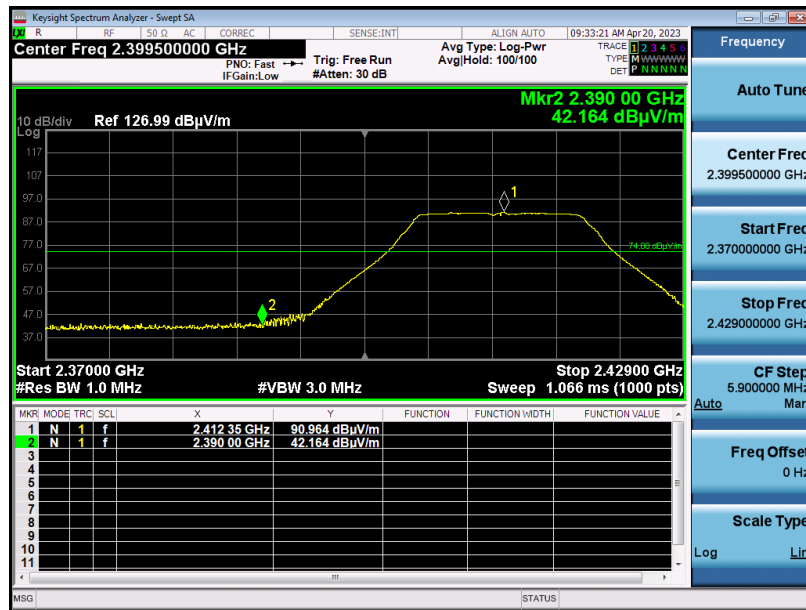 Keysight Spectrum Analyzer - Swept SA
LXI R RF 50 Ω AC CORREC SENSE:INT ALIGN AUTO 09:33:21 AM Apr 20, 2023
Center Freq 2.399500000 GHz
PNO: Fast
IFGain:Low
Trig: Free Run
#Atten: 30 dB
Avg Type: Log-Pwr
Avg|Hold: 100/100
TRACE 1 2 3 4 5 6
TYPE M W W W W W
DET P N N N N N
Mkr2 2.390 00 GHz
42.164 dBµV/m
10 dB/div Ref 126.99 dBµV/m
Log
117
107
97.0
87.0
77.0
67.0
57.0
47.0
37.0
1
2
74.00 dBµV/m
Start 2.37000 GHz Stop 2.42900 GHz
#Res BW 1.0 MHz #VBW 3.0 MHz Sweep 1.066 ms (1000 pts)
MKR MODE TRC SCL X Y FUNCTION FUNCTION WIDTH FUNCTION VALUE
1 N 1 f 2.412 35 GHz 90.964 dBµV/m
2 N 1 f 2.390 00 GHz 42.164 dBµV/m
3
4
5
6
7
8
9
10
11
MSG STATUS
Frequency
Auto Tune
Center Freq
2.399500000 GHz
Start Freq
2.370000000 GHz
Stop Freq
2.429000000 GHz
CF Step
5.900000 MHz
Auto Man
Freq Offset
0 Hz
Scale Type
Log Lin